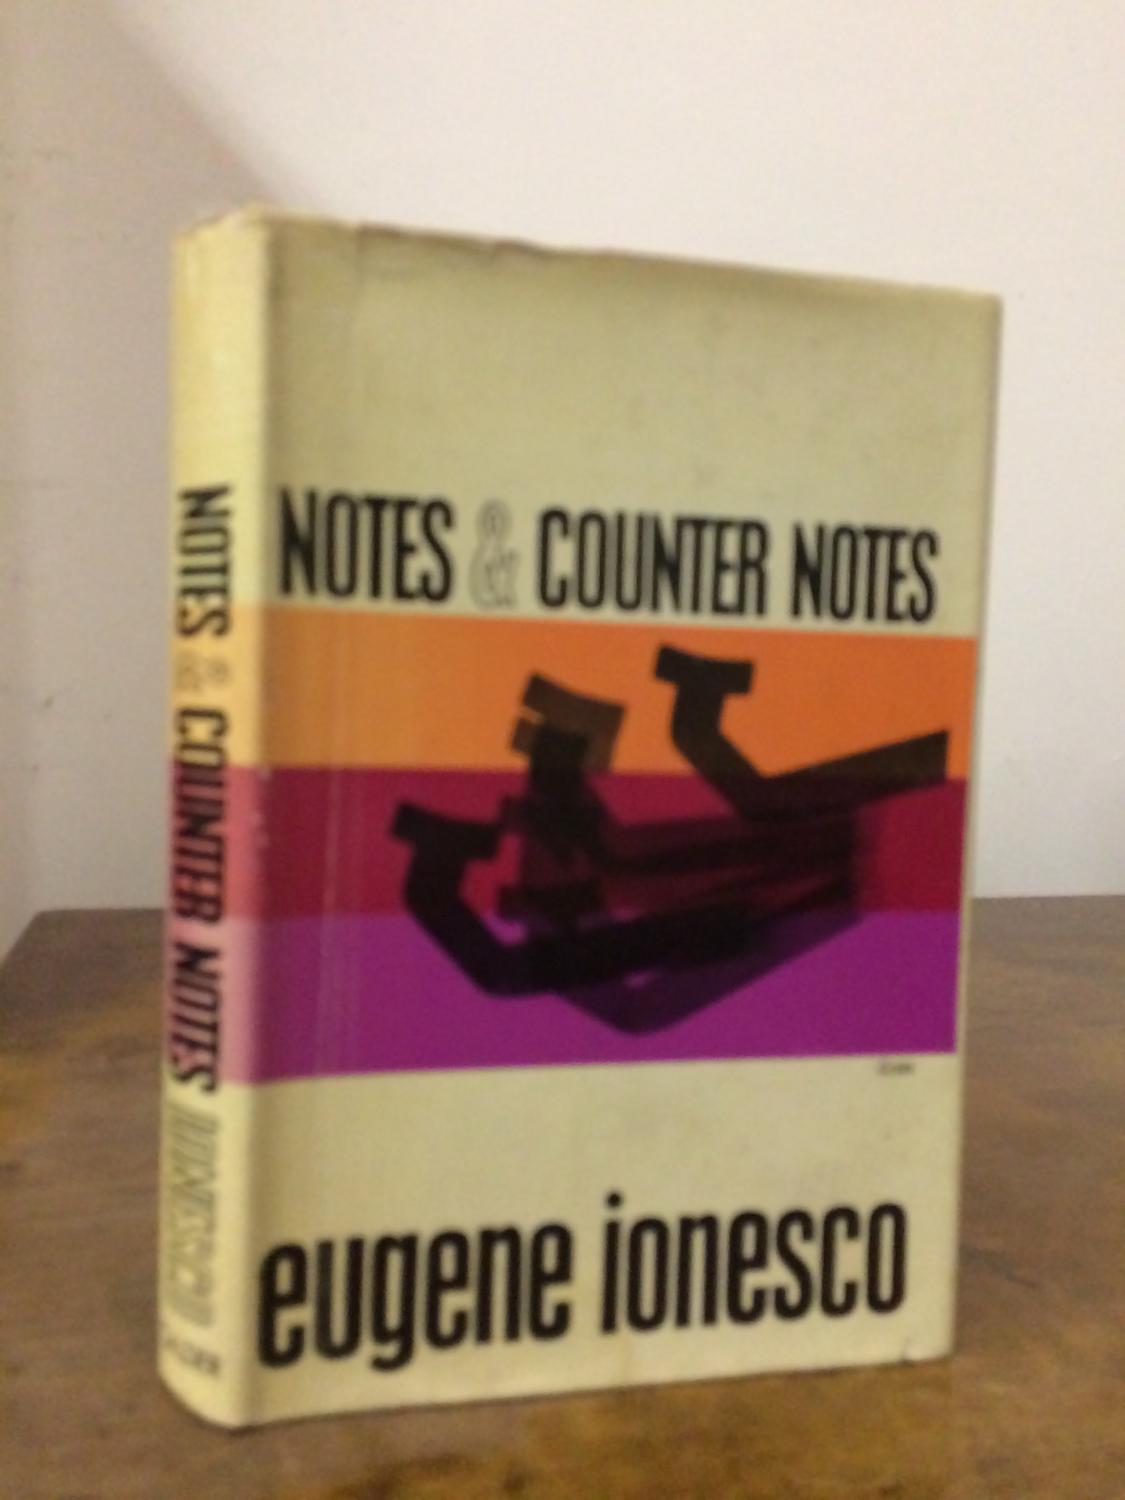 NOTES & COUNTER NOTES
eugene ionesco
NOTES & COUNTER NOTES IONESCO